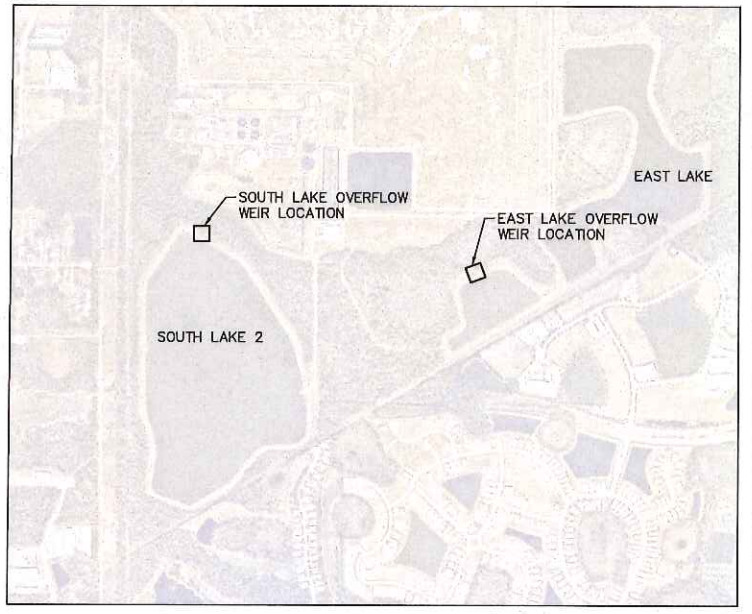 SOUTH LAKE OVERFLOW
WEIR LOCATION
EAST LAKE
EAST LAKE OVERFLOW
WEIR LOCATION
SOUTH LAKE 2